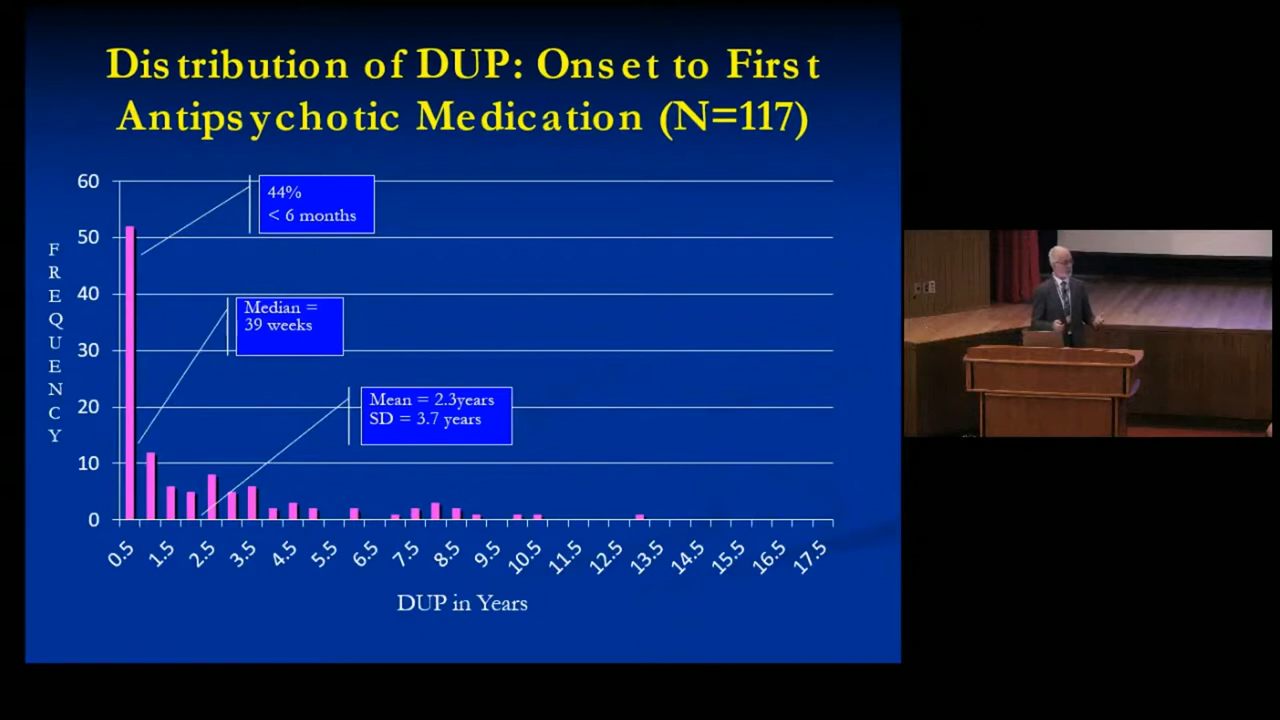 Distribution of DUP: Onset to First
Antipsychotic Medication (N=117)
60
50
40
30
20
10
0
FREQUENCY
44%
< 6 months
Median =
39 weeks
Mean = 2.3years
SD = 3.7 years
0.5 1.5 2.5 3.5 4.5 5.5 6.5 7.5 8.5 9.5 10.5 11.5 12.5 13.5 14.5 15.5 16.5 17.5
DUP in Years